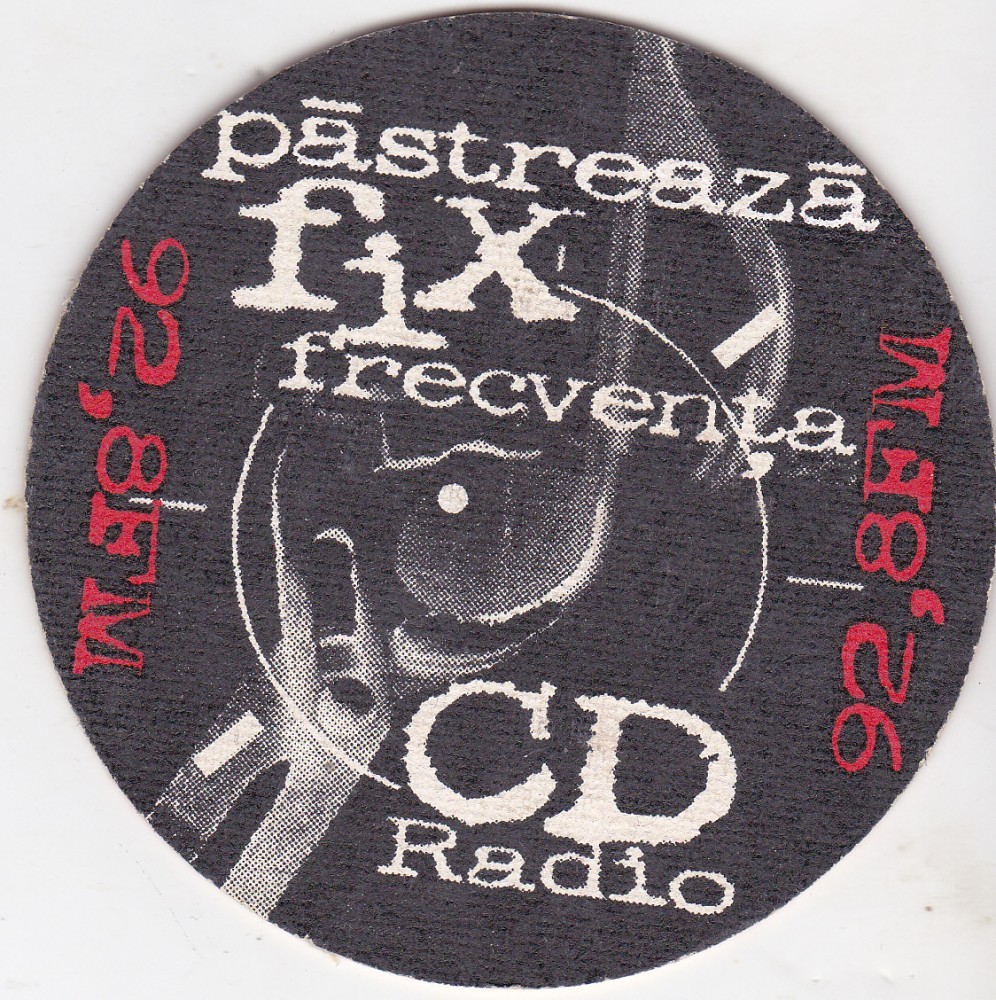 păstrează
fix
frecvența
92,8FM
92,8FM
CD
Radio